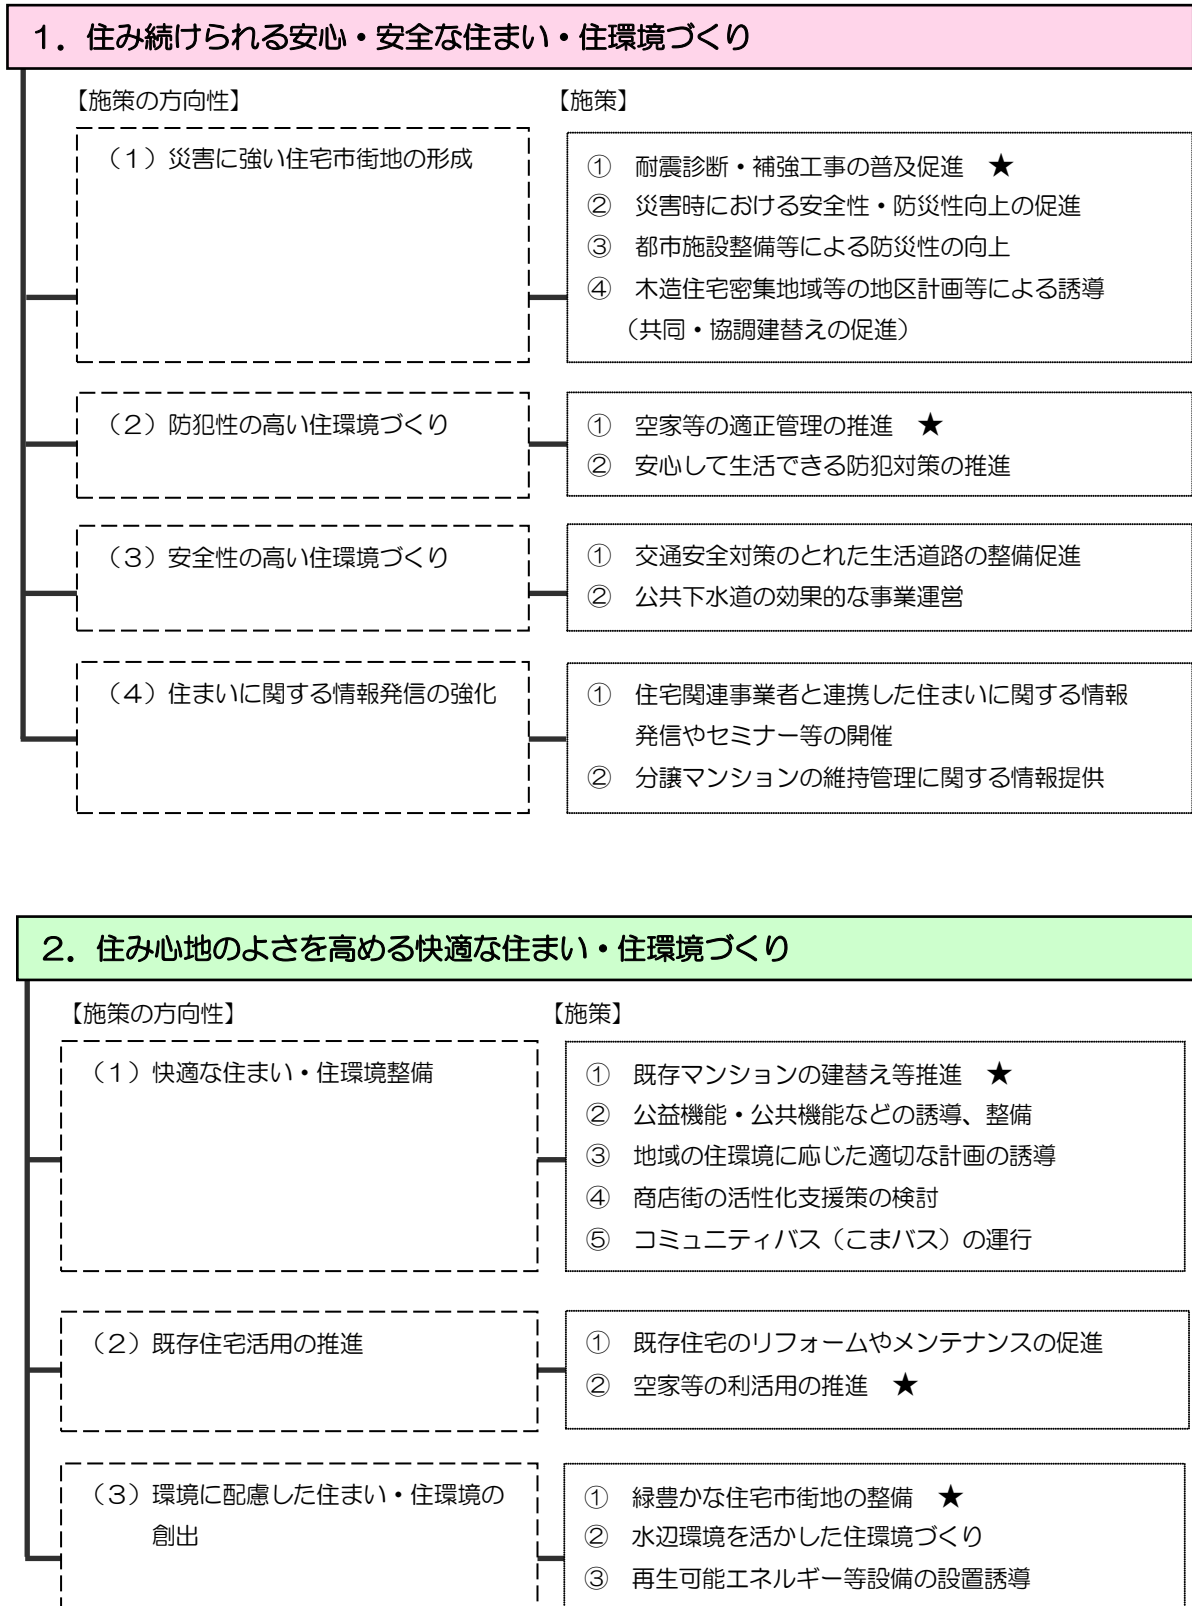 １．住み続けられる安心・安全な住まい・住環境づくり
【施策の方向性】
【施策】
（１）災害に強い住宅市街地の形成
① 耐震診断・補強工事の普及促進 ★
② 災害時における安全性・防災性向上の促進
③ 都市施設整備等による防災性の向上
④ 木造住宅密集地域等の地区計画等による誘導
（共同・協調建替えの促進）
（２）防犯性の高い住環境づくり
① 空家等の適正管理の推進 ★
② 安心して生活できる防犯対策の推進
（３）安全性の高い住環境づくり
① 交通安全対策のとれた生活道路の整備促進
② 公共下水道の効果的な事業運営
（４）住まいに関する情報発信の強化
① 住宅関連事業者と連携した住まいに関する情報
発信やセミナー等の開催
② 分譲マンションの維持管理に関する情報提供
２．住み心地のよさを高める快適な住まい・住環境づくり
【施策の方向性】
【施策】
（１）快適な住まい・住環境整備
① 既存マンションの建替え等推進 ★
② 公益機能・公共機能などの誘導、整備
③ 地域の住環境に応じた適切な計画の誘導
④ 商店街の活性化支援策の検討
⑤ コミュニティバス（こまバス）の運行
（２）既存住宅活用の推進
① 既存住宅のリフォームやメンテナンスの促進
② 空家等の利活用の推進 ★
（３）環境に配慮した住まい・住環境の
創出
① 緑豊かな住宅市街地の整備 ★
② 水辺環境を活かした住環境づくり
③ 再生可能エネルギー等設備の設置誘導